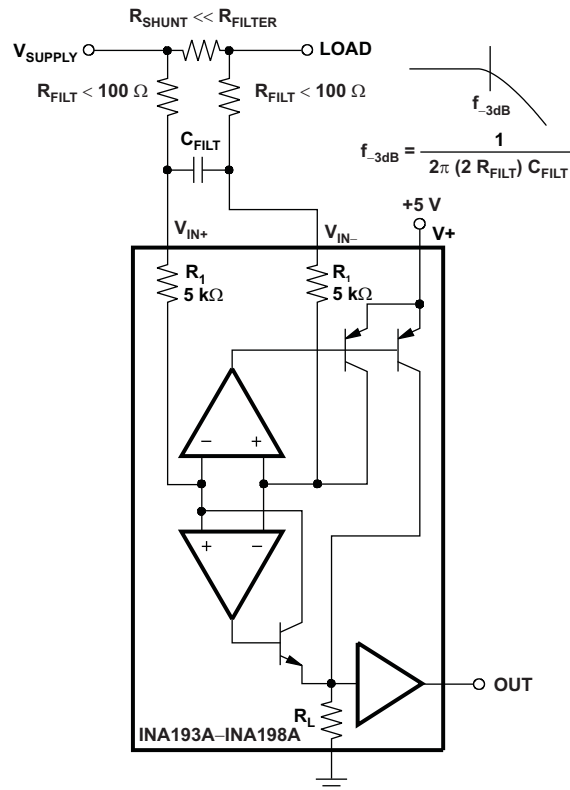 R_SHUNT << R_FILTER
V_SUPPLY
LOAD
R_FILT < 100 Ω
R_FILT < 100 Ω
C_FILT
f_–3dB
f_–3dB = 1 / 2π (2 R_FILT) C_FILT
+5 V
V+
V_IN+
V_IN–
R_1
5 kΩ
R_1
5 kΩ
– +
+ –
OUT
R_L
INA193A–INA198A